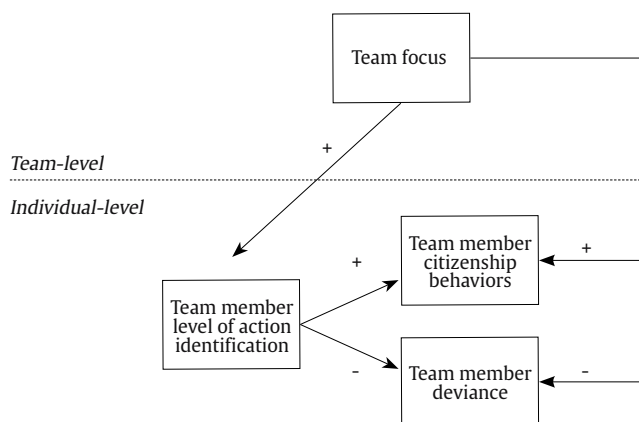 Team focus
+
Team-level
Individual-level
Team member
citizenship
behaviors
+
+
Team member
level of action
identification
Team member
deviance
-
-